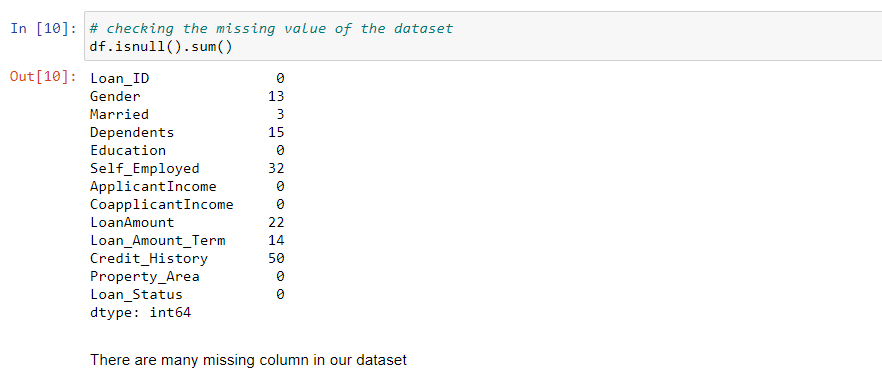 In [10]: # checking the missing value of the dataset
df.isnull().sum()
Out[10]: Loan_ID 0
Gender 13
Married 3
Dependents 15
Education 0
Self_Employed 32
ApplicantIncome 0
CoapplicantIncome 0
LoanAmount 22
Loan_Amount_Term 14
Credit_History 50
Property_Area 0
Loan_Status 0
dtype: int64
There are many missing column in our dataset